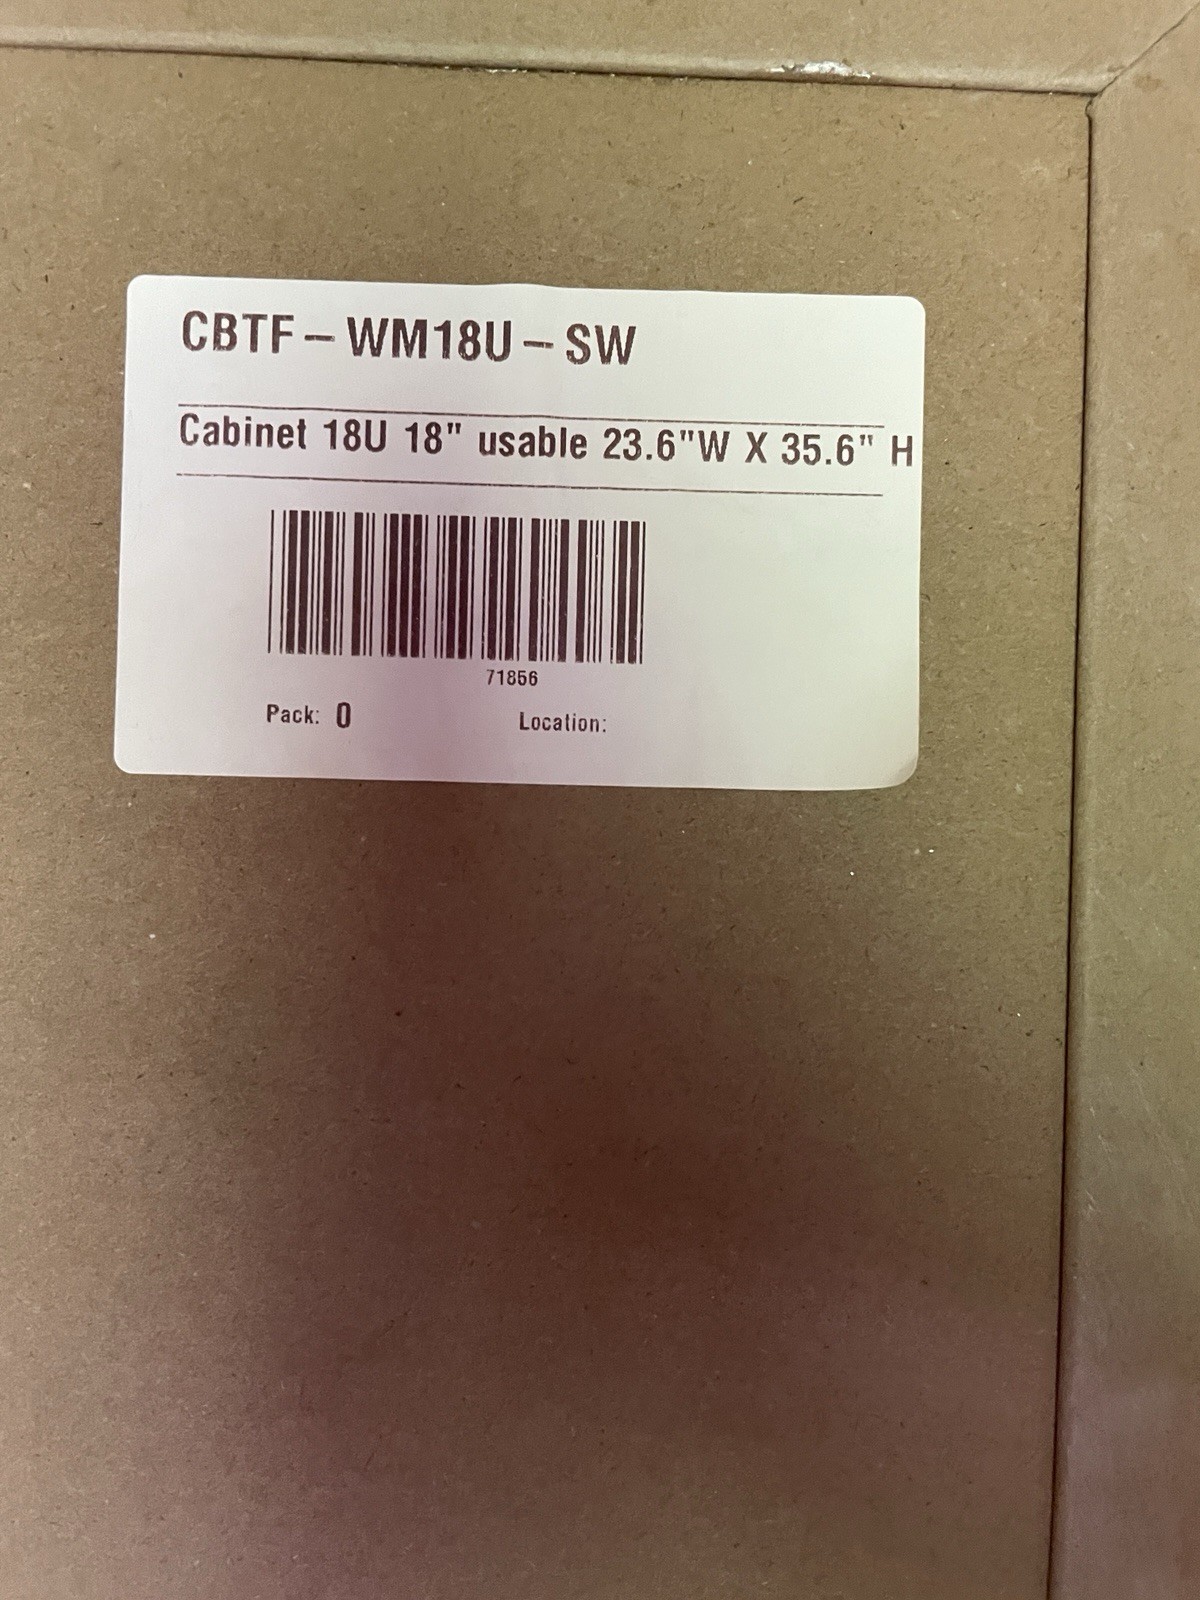 CBTF-WM18U-SW
Cabinet 18U 18" usable 23.6"W X 35.6" H
71856
Pack: 0 Location: